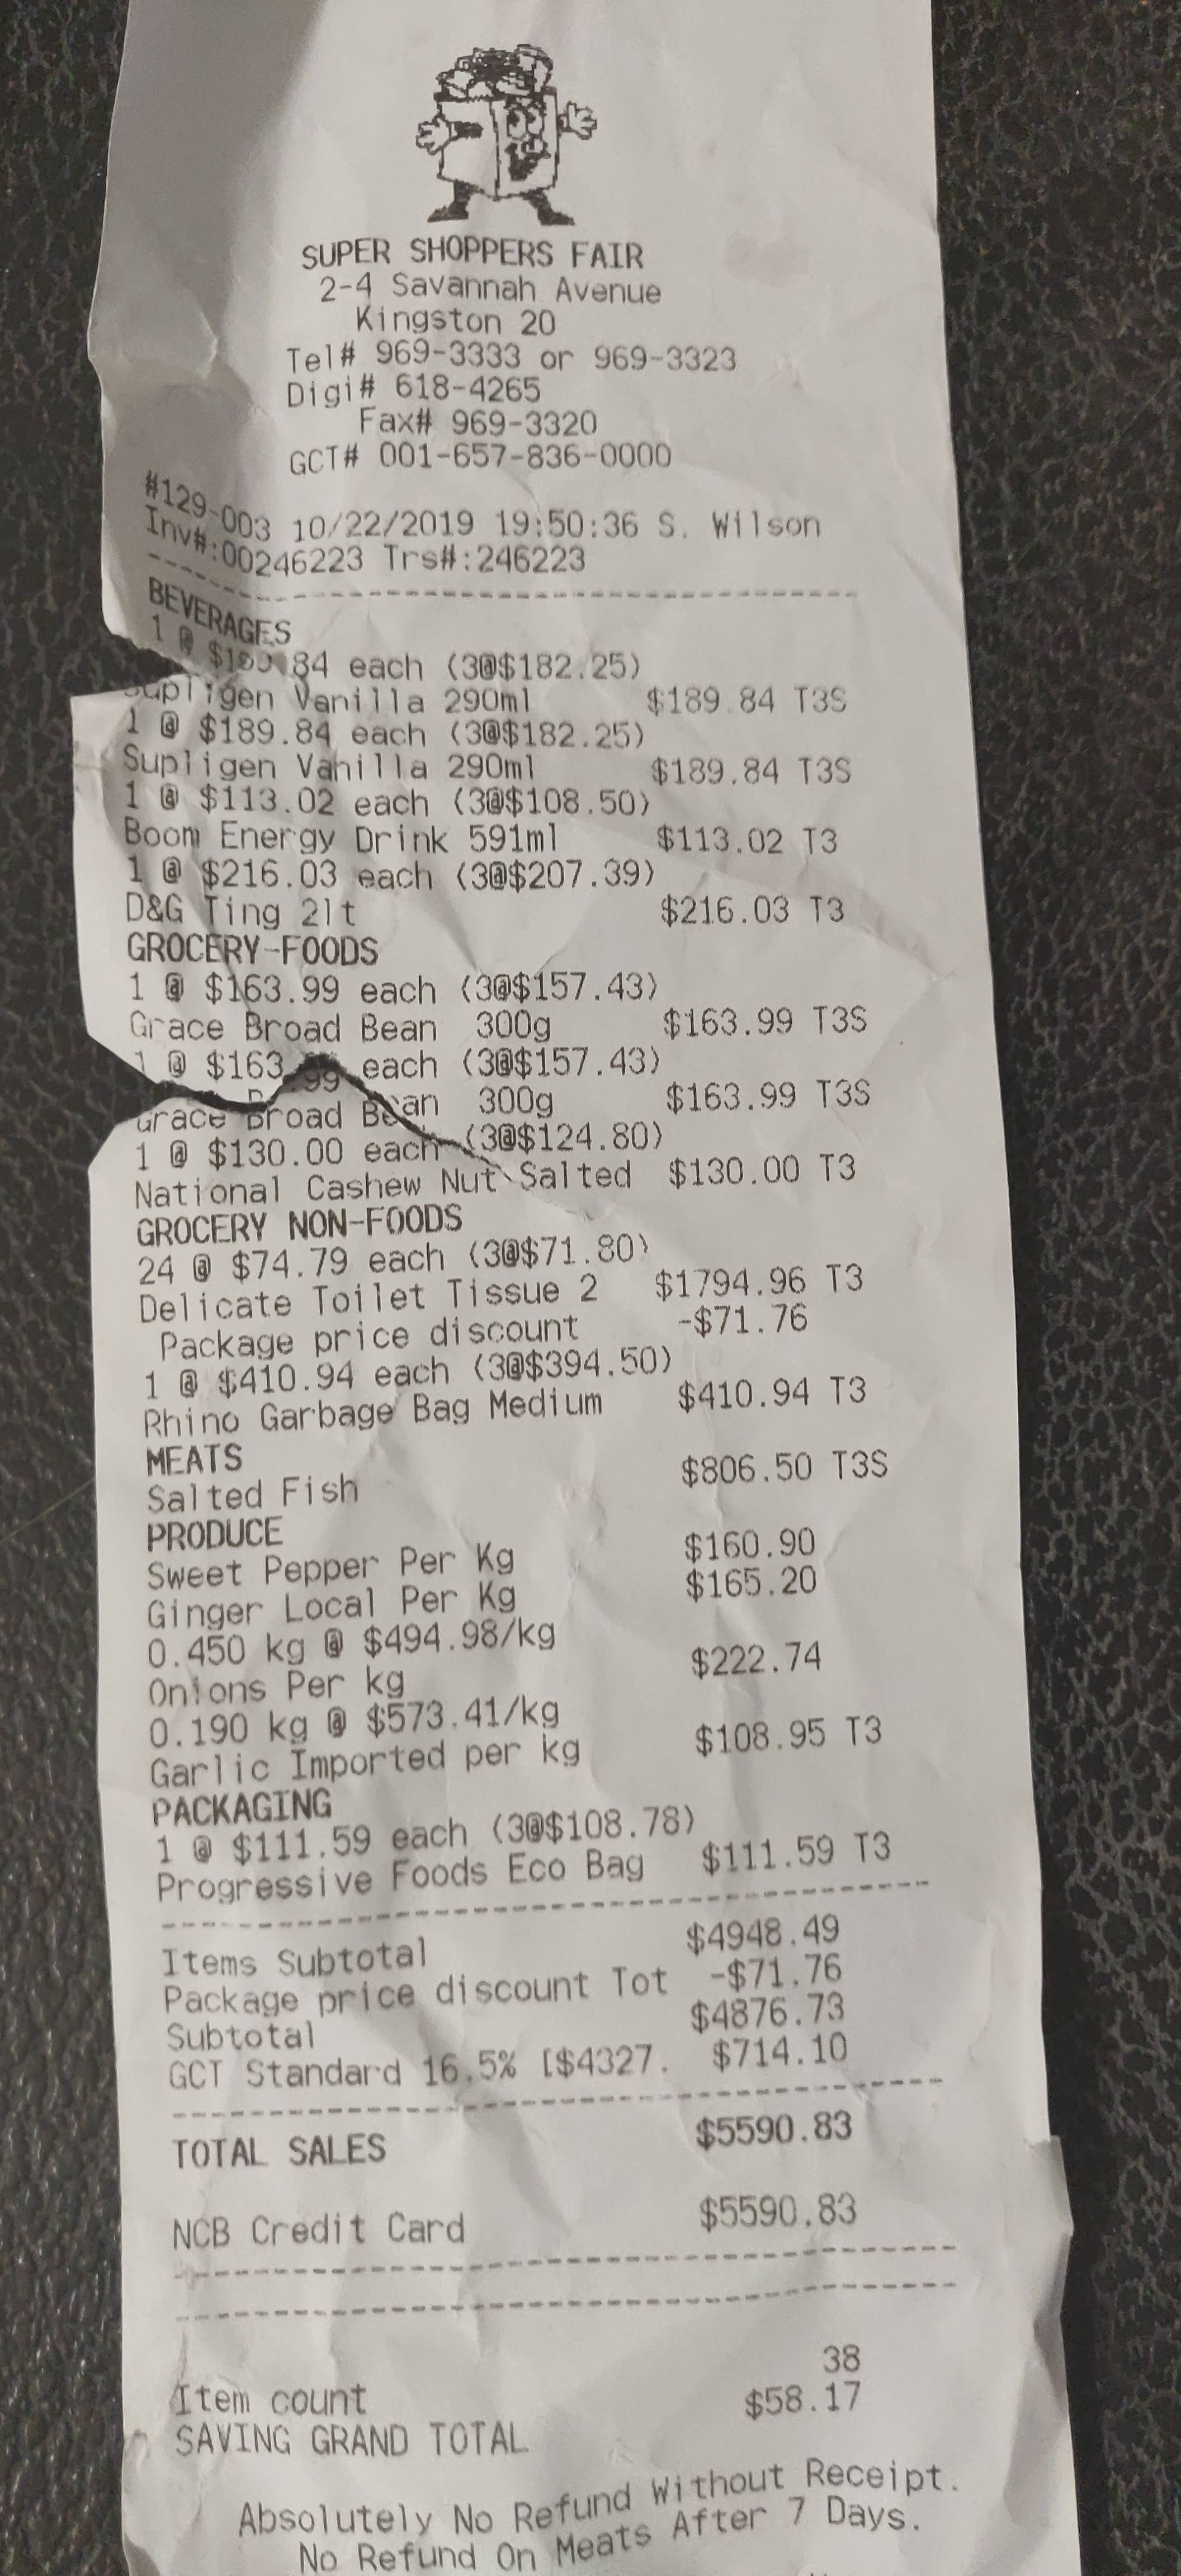 SUPER SHOPPERS FAIR
2-4 Savannah Avenue
Kingston 20
Tel# 969-3333 or 969-3323
Digi# 618-4265
Fax# 969-3320
GCT# 001-657-836-0000
#129-003 10/22/2019 19:50:36 S. Wilson
Inv#:00246223 Trs#:246223
BEVERAGES
1 @ each (3@$182.25)
Supligen Vanilla 290ml $189.84 T3S
1 @ $189.84 each (3@$182.25)
Supligen Vanilla 290ml $189.84 T3S
1 @ $113.02 each (3@$108.50)
Boom Energy Drink 591ml $113.02 T3
1 @ $216.03 each (3@$207.39)
D&G Ting 2lt $216.03 T3
GROCERY-FOODS
1 @ $163.99 each (3@$157.43)
Grace Broad Bean 300g $163.99 T3S
1 @ $163.99 each (3@$157.43)
Grace Broad Bean 300g $163.99 T3S
1 @ $130.00 each (3@$124.80)
National Cashew Nut Salted $130.00 T3
GROCERY NON-FOODS
24 @ $74.79 each (3@$71.80)
Delicate Toilet Tissue 2 $1794.96 T3
Package price discount -$71.76
1 @ $410.94 each (3@$394.50)
Rhino Garbage Bag Medium $410.94 T3
MEATS
Salted Fish $806.50 T3S
PRODUCE
Sweet Pepper Per Kg $160.90
Ginger Local Per Kg $165.20
0.450 kg @ $494.98/kg
Onions Per kg $222.74
0.190 kg @ $573.41/kg
Garlic Imported per kg $108.95 T3
PACKAGING
1 @ $111.59 each (3@$108.78)
Progressive Foods Eco Bag $111.59 T3
Items Subtotal $4948.49
Package price discount Tot -$71.76
Subtotal $4876.73
GCT Standard 16.5% [$4327. $714.10
TOTAL SALES $5590.83
NCB Credit Card $5590.83
Item count 38
SAVING GRAND TOTAL $58.17
Absolutely No Refund Without Receipt.
No Refund On Meats After 7 Days.